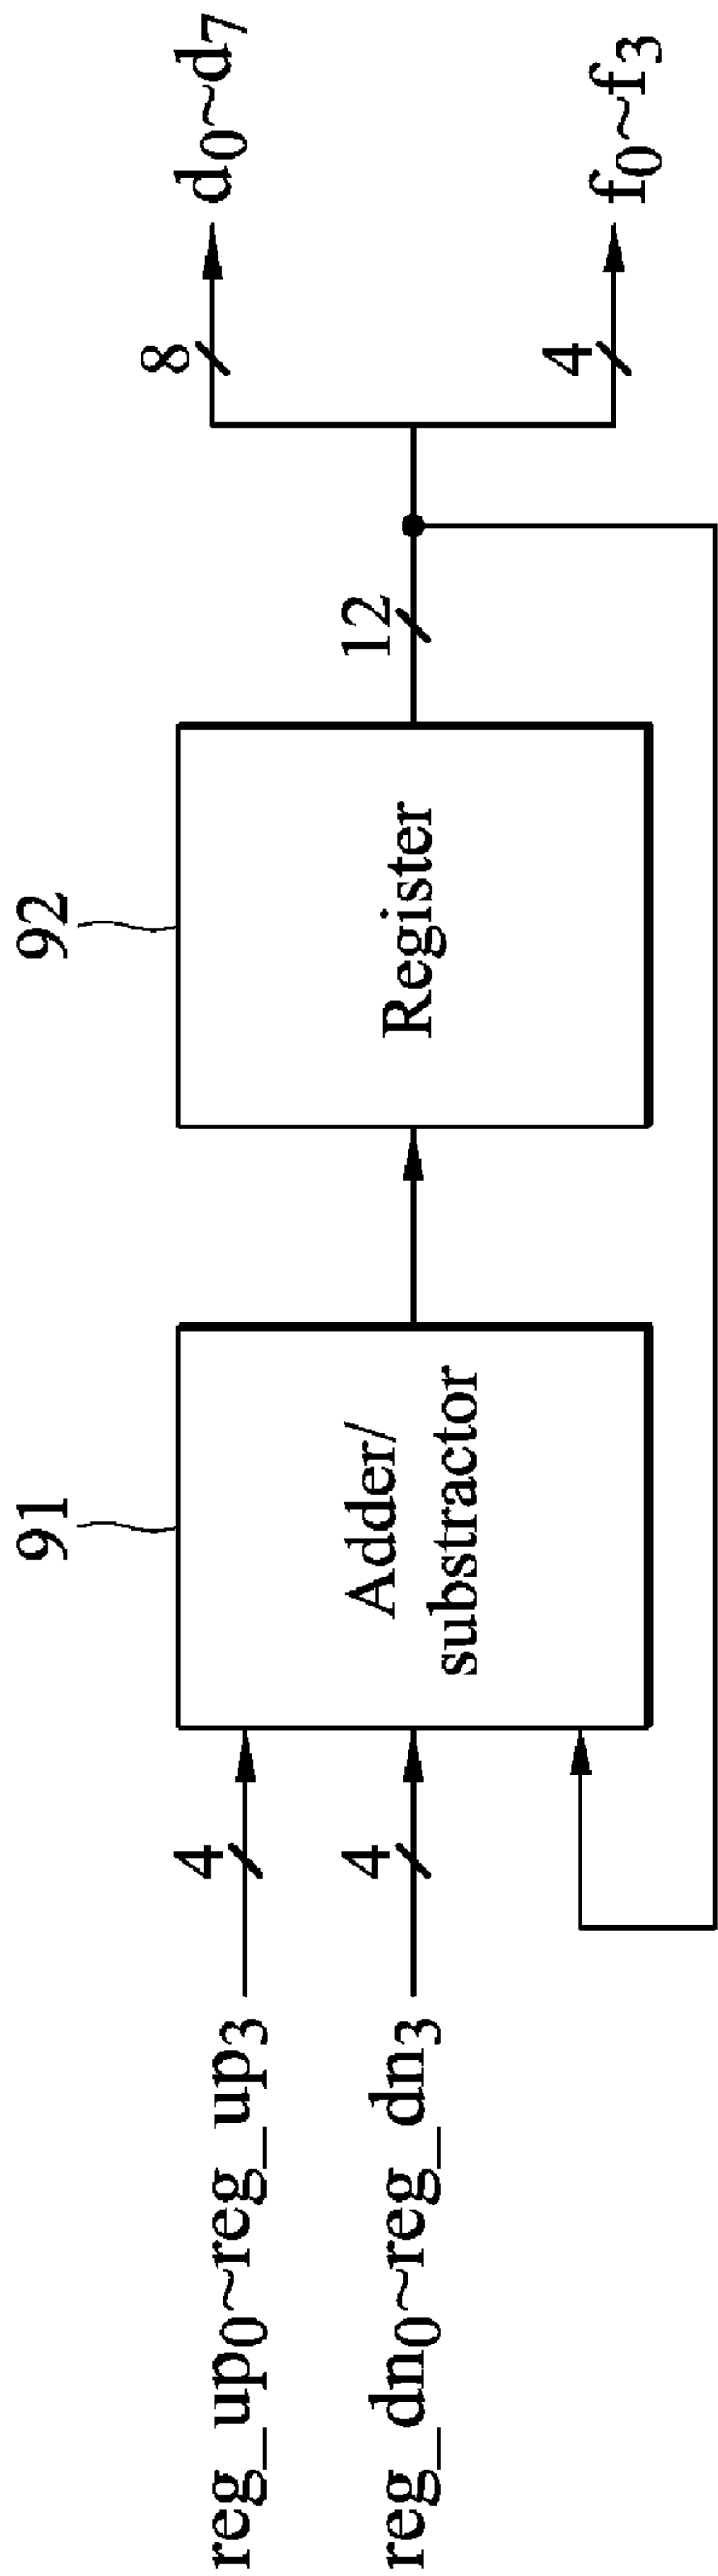 91
92
reg_up₀~reg_up₃
4
reg_dn₀~reg_dn₃
4
Adder/
substractor
Register
12
8
d₀~d₇
4
f₀~f₃